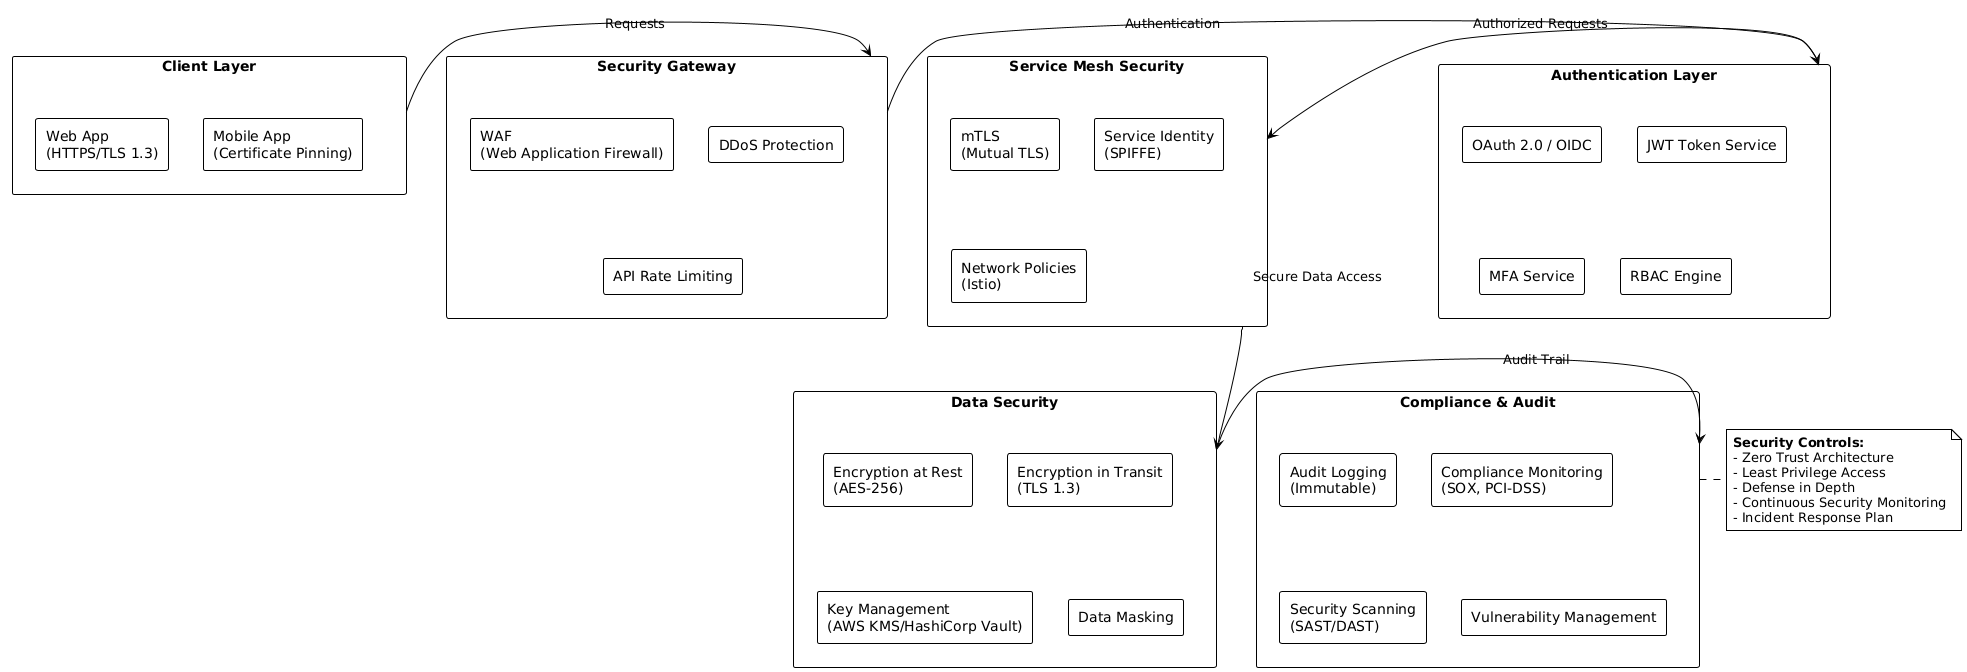 Requests
Authentication
Authorized Requests
Client Layer
Web App
(HTTPS/TLS 1.3)
Mobile App
(Certificate Pinning)
Security Gateway
WAF
(Web Application Firewall)
DDoS Protection
API Rate Limiting
Service Mesh Security
mTLS
(Mutual TLS)
Service Identity
(SPIFFE)
Network Policies
(Istio)
Authentication Layer
OAuth 2.0 / OIDC
JWT Token Service
MFA Service
RBAC Engine
Secure Data Access
Audit Trail
Data Security
Encryption at Rest
(AES-256)
Encryption in Transit
(TLS 1.3)
Key Management
(AWS KMS/HashiCorp Vault)
Data Masking
Compliance & Audit
Audit Logging
(Immutable)
Compliance Monitoring
(SOX, PCI-DSS)
Security Scanning
(SAST/DAST)
Vulnerability Management
Security Controls:
- Zero Trust Architecture
- Least Privilege Access
- Defense in Depth
- Continuous Security Monitoring
- Incident Response Plan